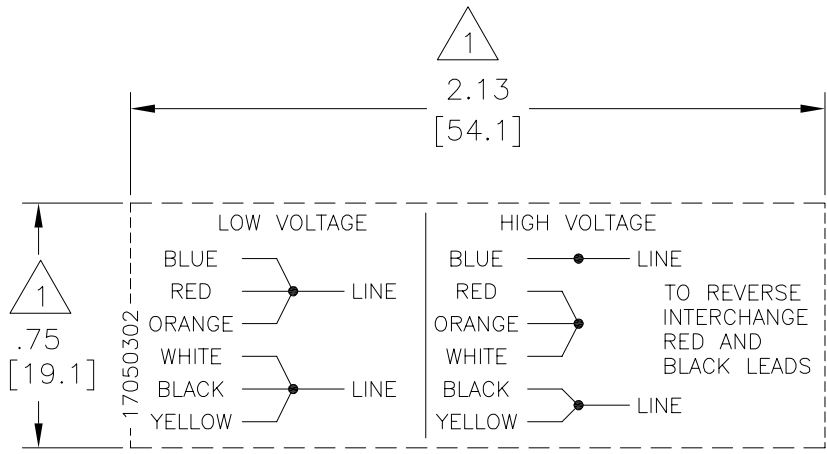 1
2.13
[54.1]
1
.75
[19.1]
17050302
LOW VOLTAGE
BLUE
RED
ORANGE
LINE
WHITE
BLACK
YELLOW
LINE
HIGH VOLTAGE
BLUE
LINE
RED
ORANGE
WHITE
BLACK
YELLOW
LINE
TO REVERSE
INTERCHANGE
RED AND
BLACK LEADS